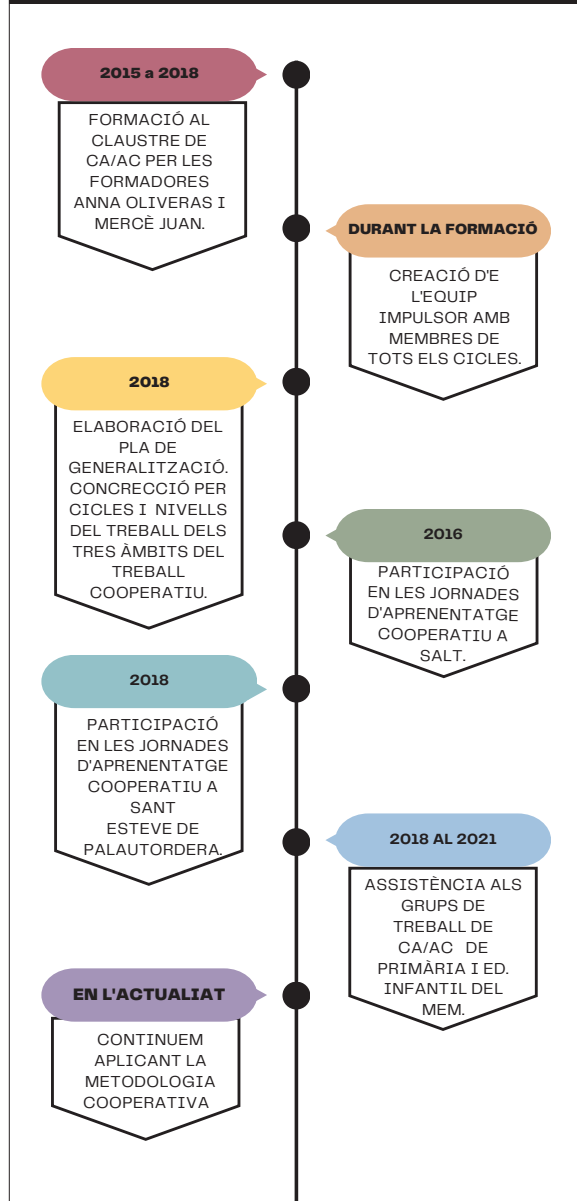 2015 a 2018
FORMACIÓ AL
CLAUSTRE DE
CA/AC PER LES
FORMADORES
ANNA OLIVERAS I
MERCÈ JUAN.
DURANT LA FORMACIÓ
CREACIÓ D'E
L'EQUIP
IMPULSOR AMB
MEMBRES DE
TOTS ELS CICLES.
2018
ELABORACIÓ DEL
PLA DE
GENERALITZACIÓ.
CONCRECCIÓ PER
CICLES I NIVELLS
DEL TREBALL DELS
TRES ÀMBITS DEL
TREBALL
COOPERATIU.
2016
PARTICIPACIÓ
EN LES JORNADES
D'APRENENTATGE
COOPERATIU A
SALT.
2018
PARTICIPACIÓ
EN LES JORNADES
D'APRENENTATGE
COOPERATIU A
SANT
ESTEVE DE
PALAUTORDERA.
2018 AL 2021
ASSISTÈNCIA ALS
GRUPS DE
TREBALL DE
CA/AC DE
PRIMÀRIA I ED.
INFANTIL DEL
MEM.
EN L'ACTUALIAT
CONTINUEM
APLICANT LA
METODOLOGIA
COOPERATIVA